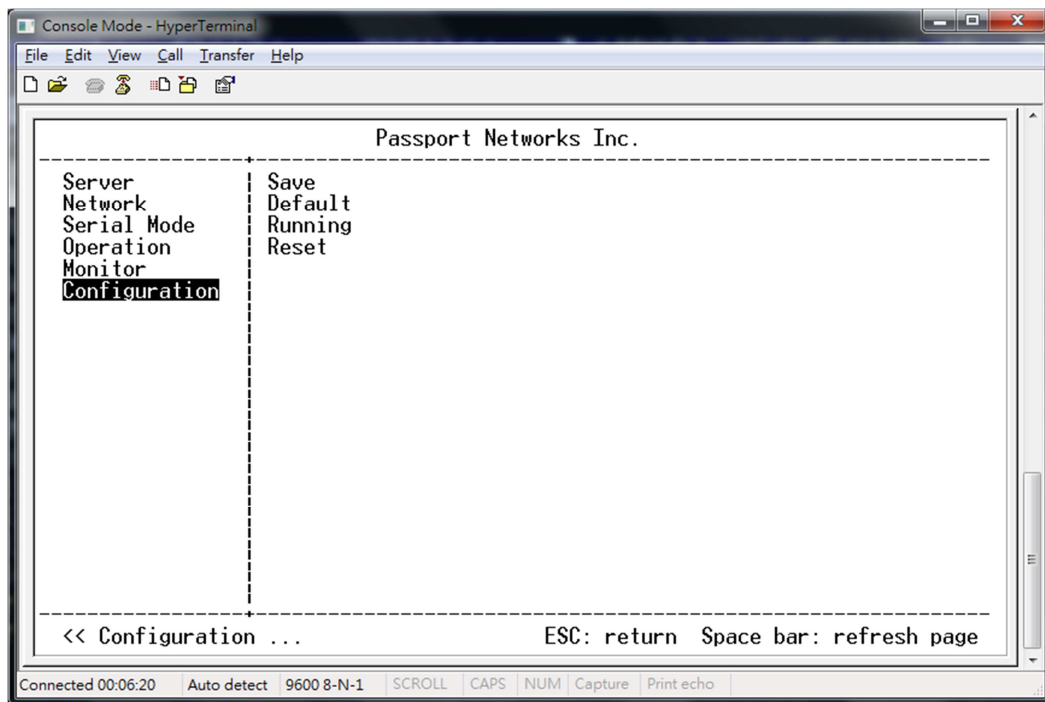 Console Mode - HyperTerminal
File Edit View Call Transfer Help
Passport Networks Inc.
Server Save
Network Default
Serial Mode Running
Operation Reset
Monitor
Configuration
<< Configuration ... ESC: return Space bar: refresh page
Connected 00:06:20 Auto detect 9600 8-N-1 SCROLL CAPS NUM Capture Print echo